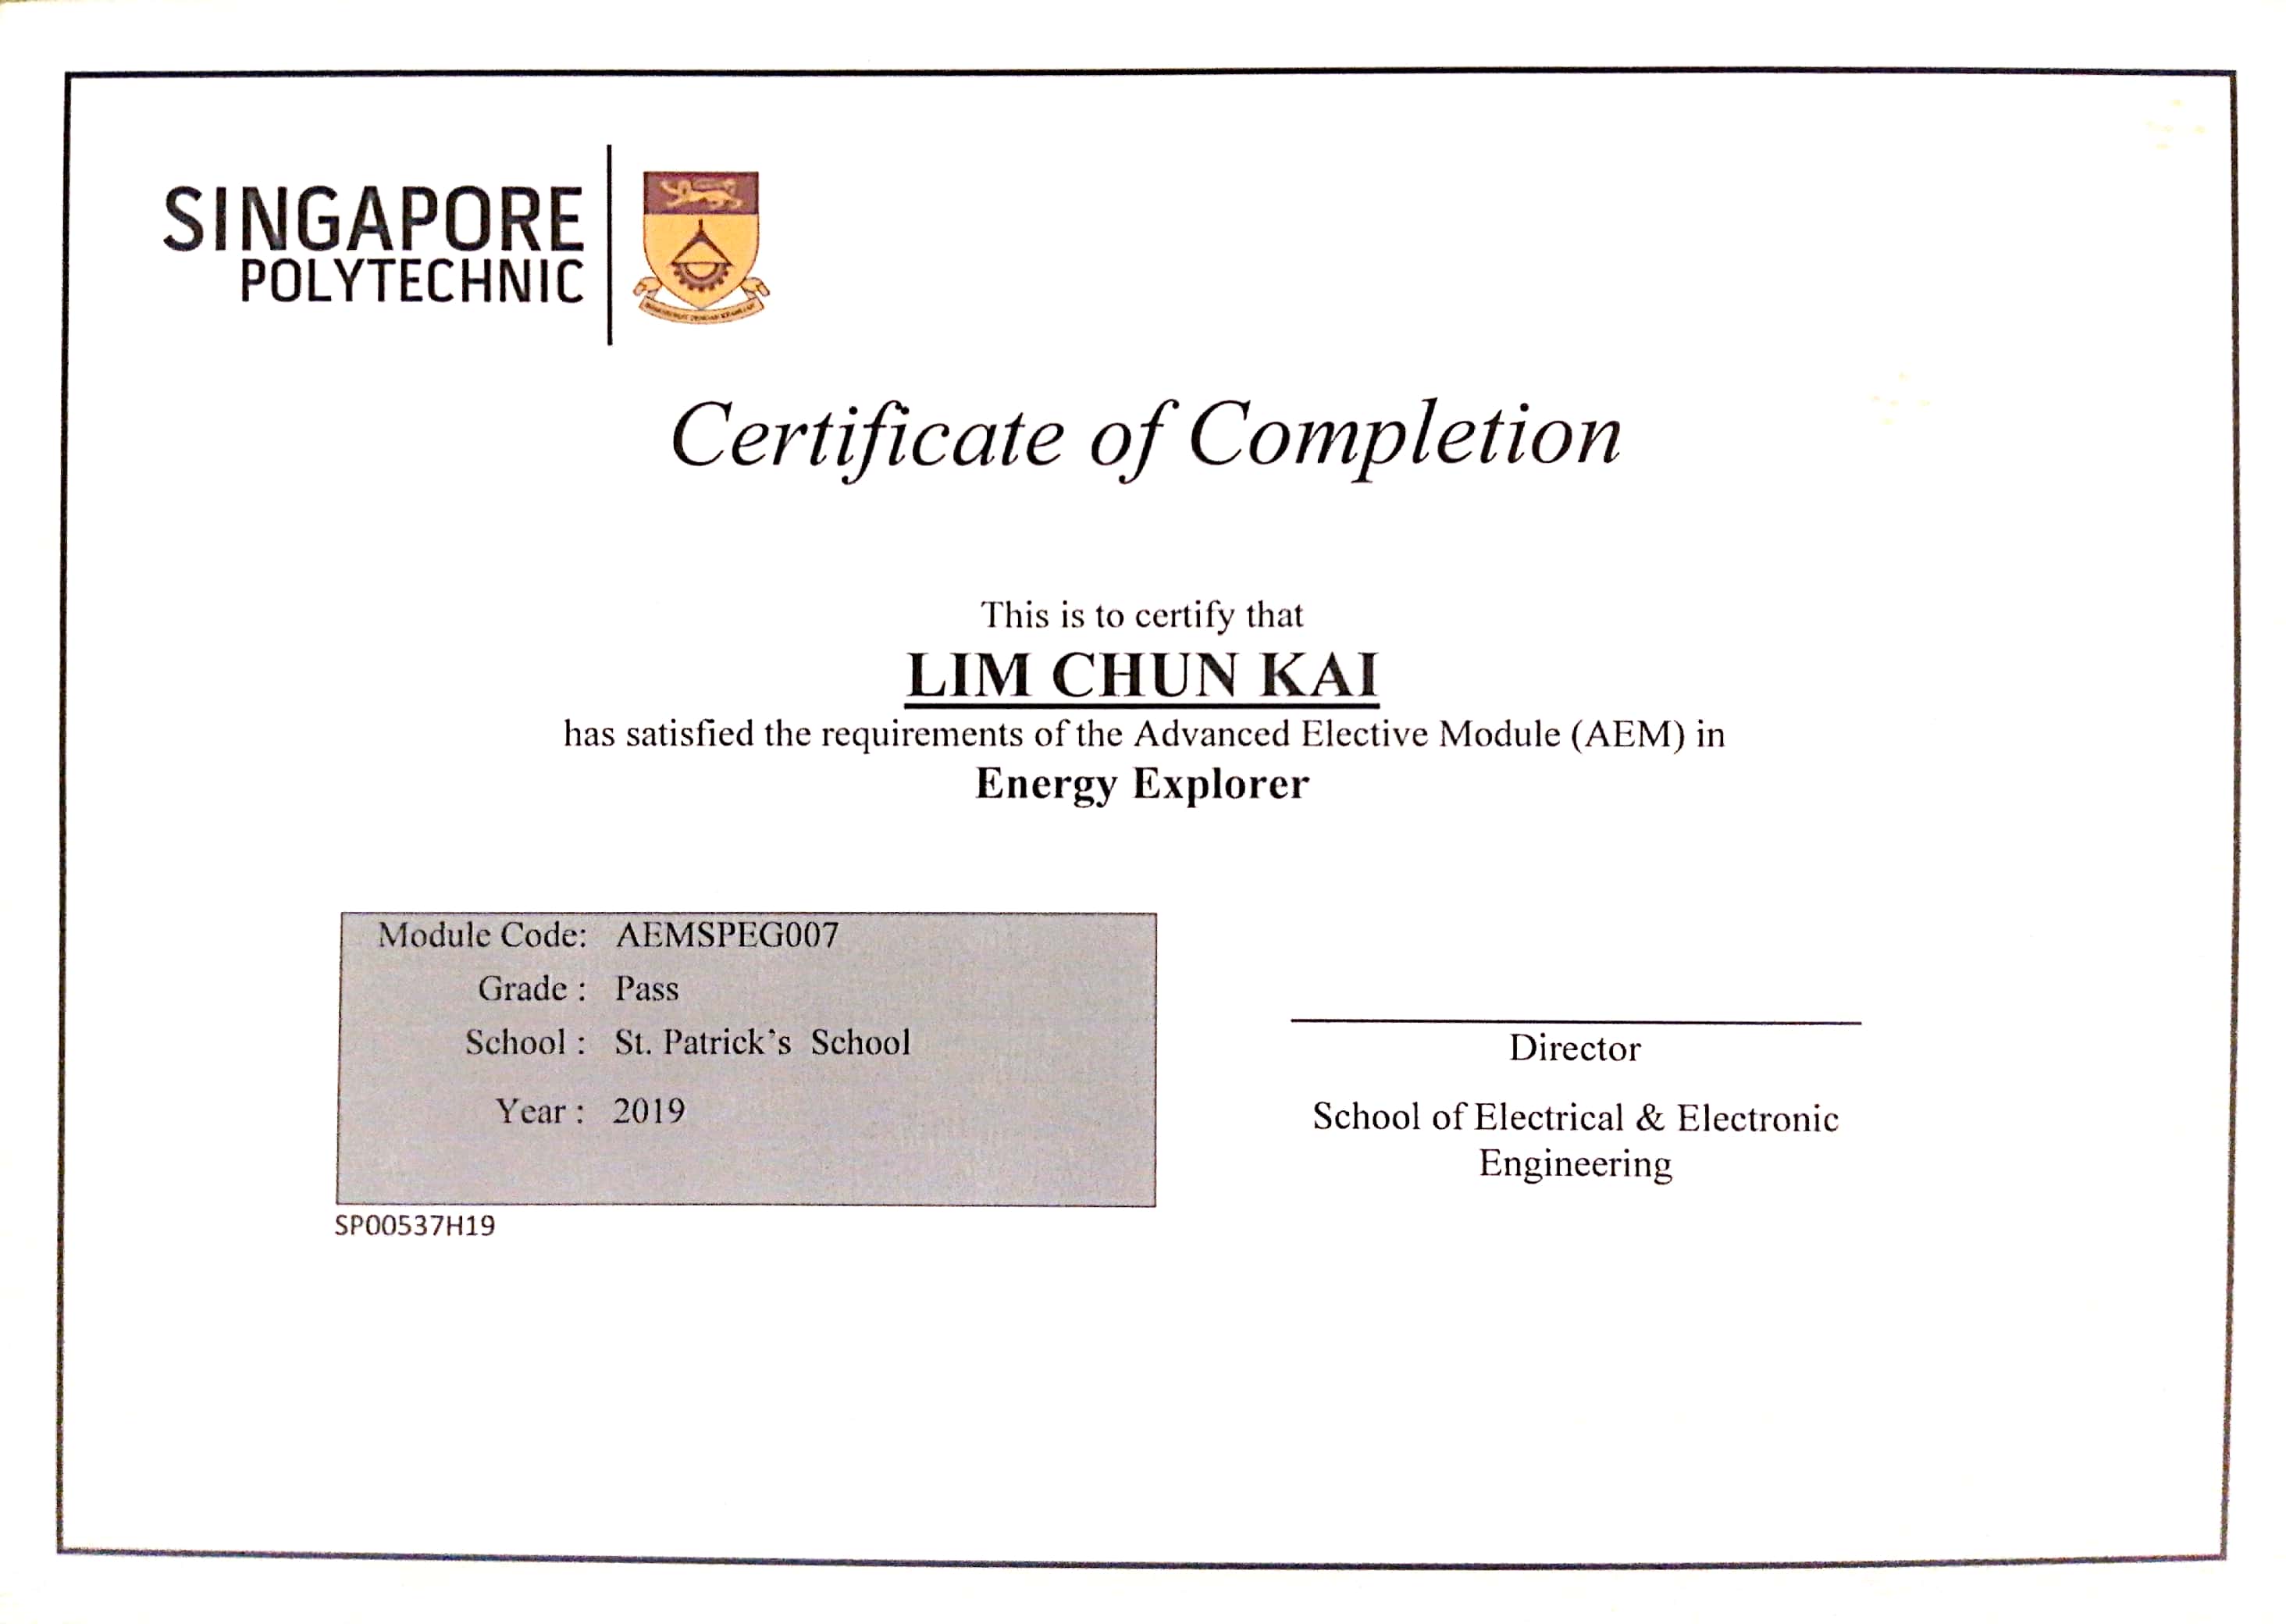 SINGAPORE
POLYTECHNIC
Certificate of Completion
This is to certify that
LIM CHUN KAI
has satisfied the requirements of the Advanced Elective Module (AEM) in
Energy Explorer
Module Code: AEMSPEG007
Grade : Pass
School : St. Patrick's School
Year : 2019
SP00537H19
Director
School of Electrical & Electronic
Engineering